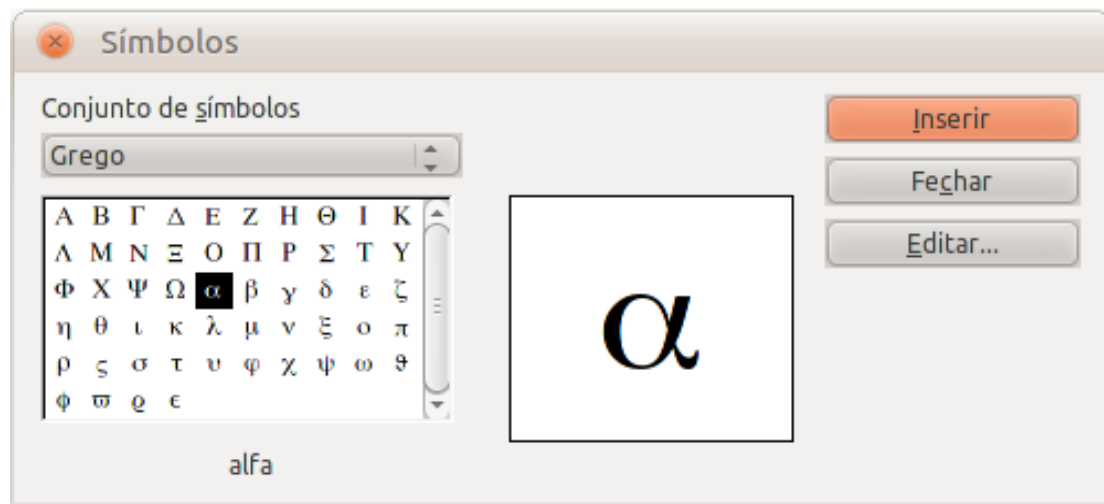 Símbolos
Conjunto de símbolos
Grego
Α Β Γ Δ Ε Ζ Η Θ Ι Κ
Λ Μ Ν Ξ Ο Π Ρ Σ Τ Υ
Φ Χ Ψ Ω α β γ δ ε ζ
η θ ι κ λ μ ν ξ ο π
ρ ς σ τ υ φ χ ψ ω ϑ
ϕ ϖ ϱ ϵ
alfa
α
Inserir
Fechar
Editar...